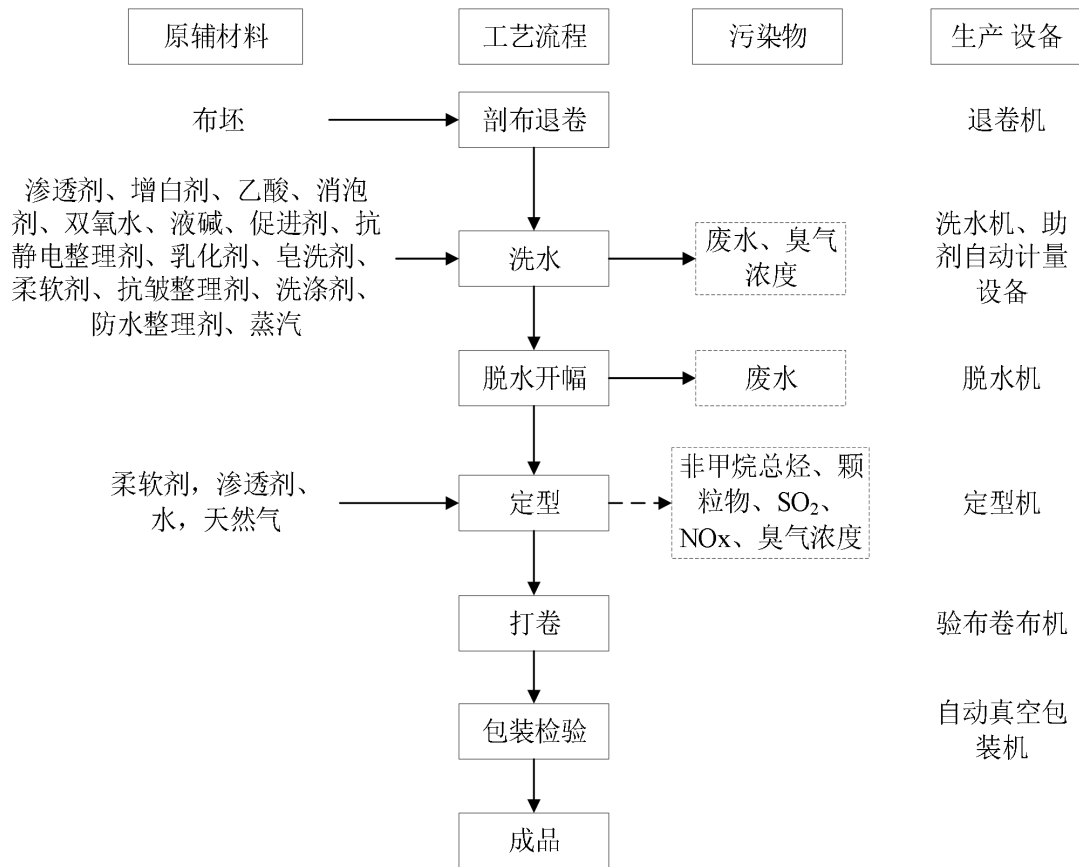 原辅材料
工艺流程
污染物
生产 设备
布坯
剖布退卷
退卷机
渗透剂、增白剂、乙酸、消泡
剂、双氧水、液碱、促进剂、抗
静电整理剂、乳化剂、皂洗剂、
柔软剂、抗皱整理剂、洗涤剂、
防水整理剂、蒸汽
洗水
废水、臭气
浓度
洗水机、助
剂自动计量
设备
脱水开幅
废水
脱水机
柔软剂，渗透剂、
水，天然气
定型
非甲烷总烃、颗
粒物、SO₂、
NOx、臭气浓度
定型机
打卷
验布卷布机
包装检验
自动真空包
装机
成品